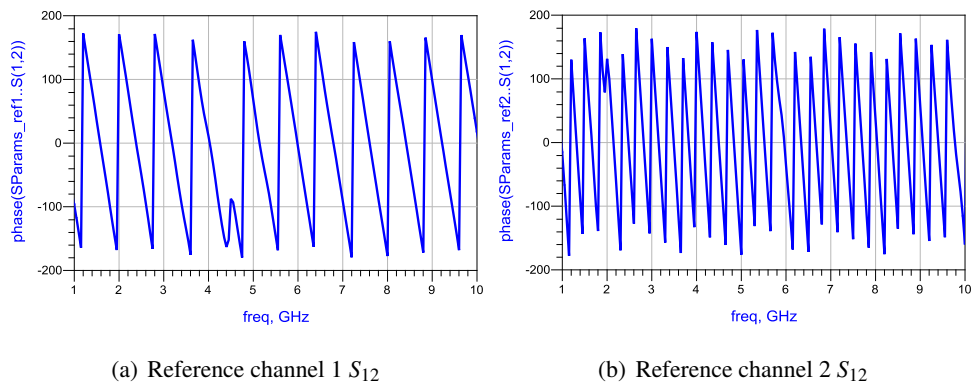 phase(SParams_ref1..S(1,2))
200
100
0
-100
-200
1 2 3 4 5 6 7 8 9 10
freq, GHz
(a) Reference channel 1 S12
phase(SParams_ref2..S(1,2))
200
100
0
-100
-200
1 2 3 4 5 6 7 8 9 10
freq, GHz
(b) Reference channel 2 S12